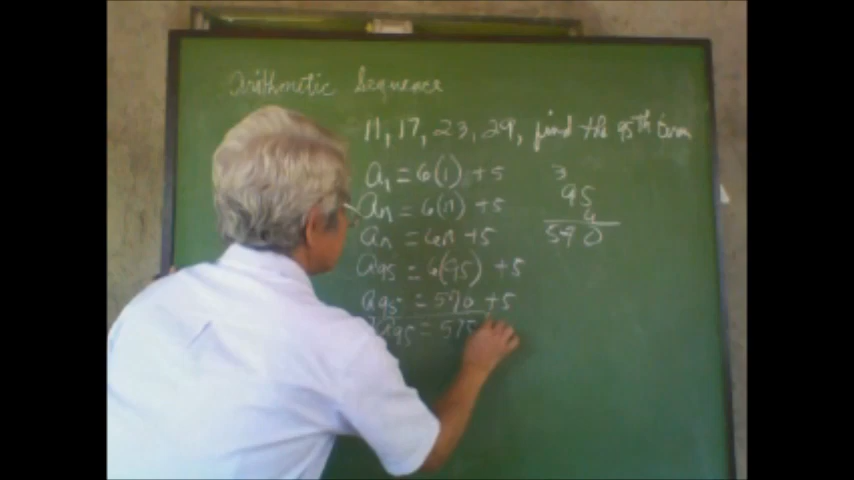 Arithmetic Sequence
11, 17, 23, 29, find the 95th term
a1 = 6(1) + 5
an = 6(n) + 5
an = 6n + 5
a95 = 6(95) + 5
a95 = 570 + 5
a95 = 575
3
95
6
570